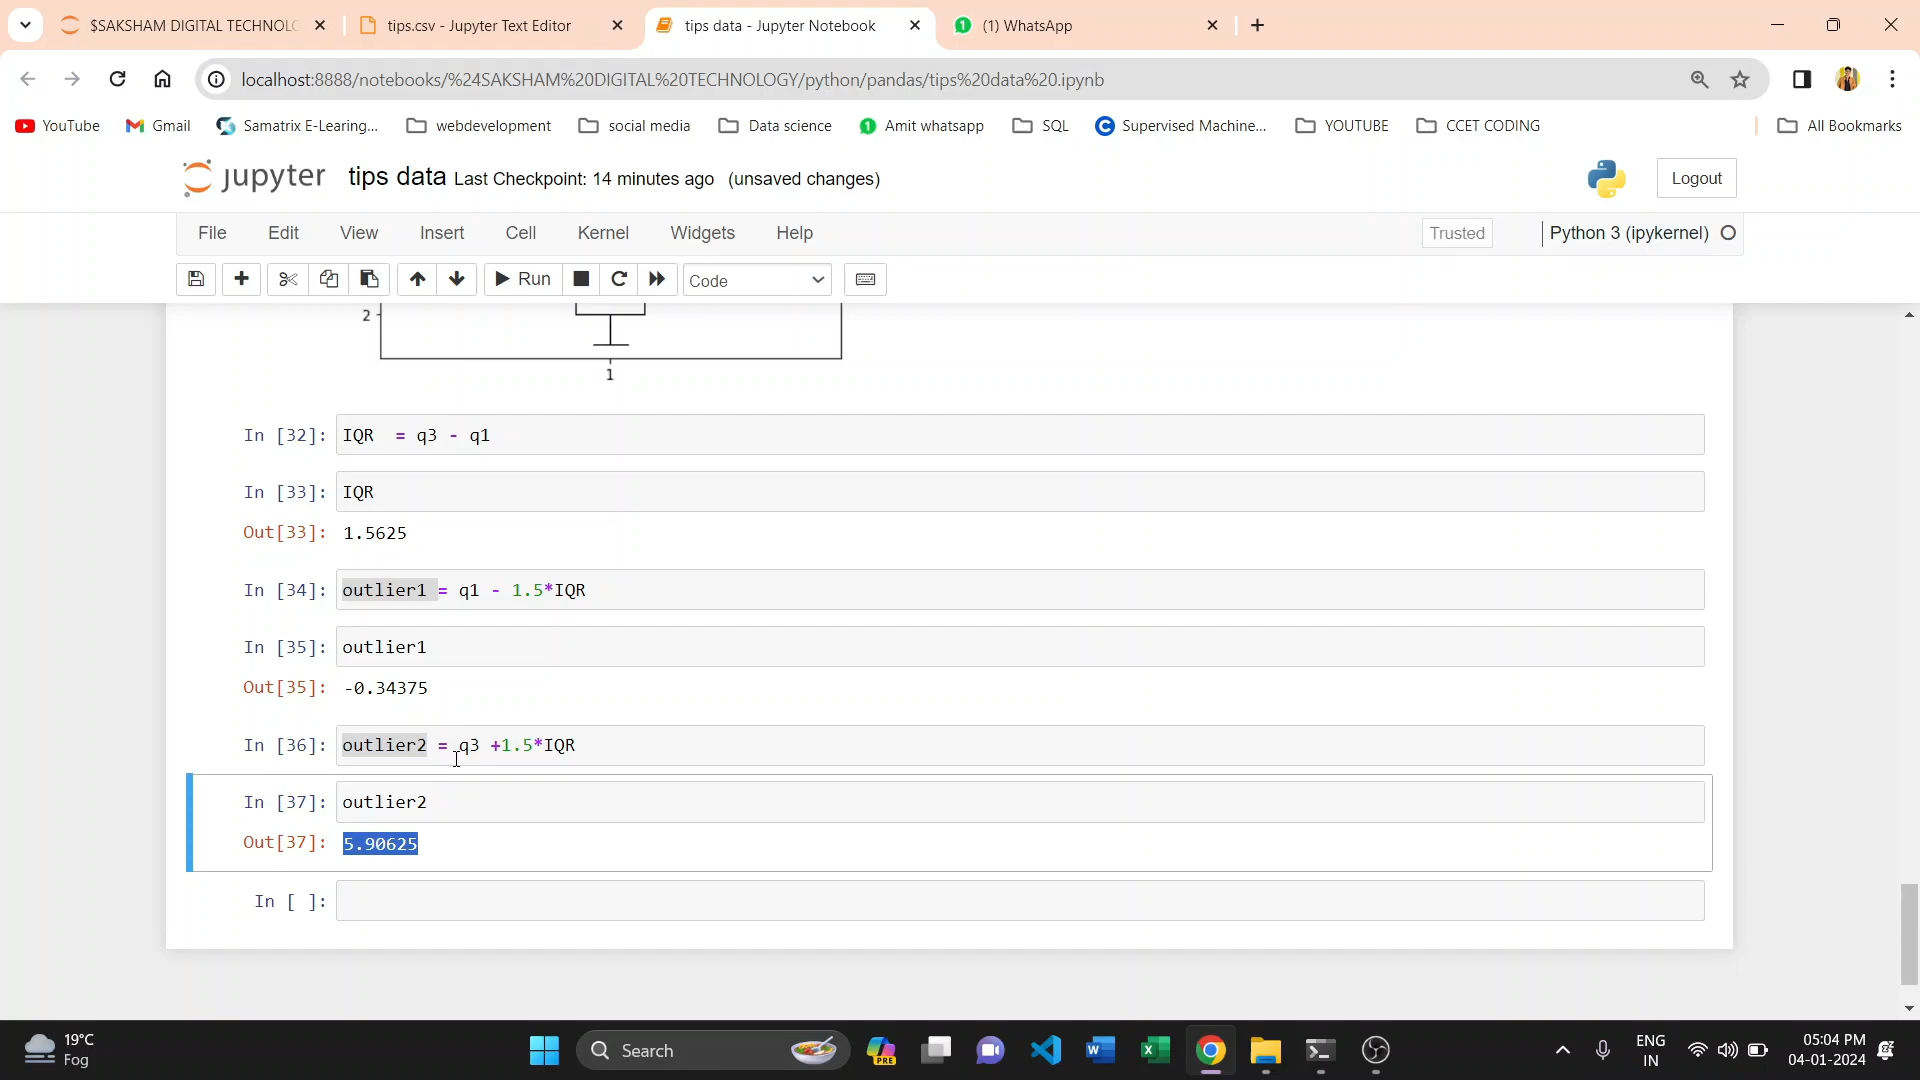 $SAKSHAM DIGITAL TECHNOLO
tips.csv - Jupyter Text Editor
tips data - Jupyter Notebook
(1) WhatsApp
localhost:8888/notebooks/%24SAKSHAM%20DIGITAL%20TECHNOLOGY/python/pandas/tips%20data%20.ipynb
YouTube Gmail Samatrix E-Learing... webdevelopment social media Data science Amit whatsapp SQL Supervised Machine... YOUTUBE CCET CODING All Bookmarks
jupyter tips data Last Checkpoint: 14 minutes ago (unsaved changes) Logout
File Edit View Insert Cell Kernel Widgets Help Trusted Python 3 (ipykernel)
Run Code
2
1
In [32]: IQR = q3 - q1
In [33]: IQR
Out[33]: 1.5625
In [34]: outlier1 = q1 - 1.5*IQR
In [35]: outlier1
Out[35]: -0.34375
In [36]: outlier2 = q3 +1.5*IQR
In [37]: outlier2
Out[37]: 5.90625
In [ ]:
19°C
Fog
Search
PRE
ENG
IN
05:04 PM
04-01-2024